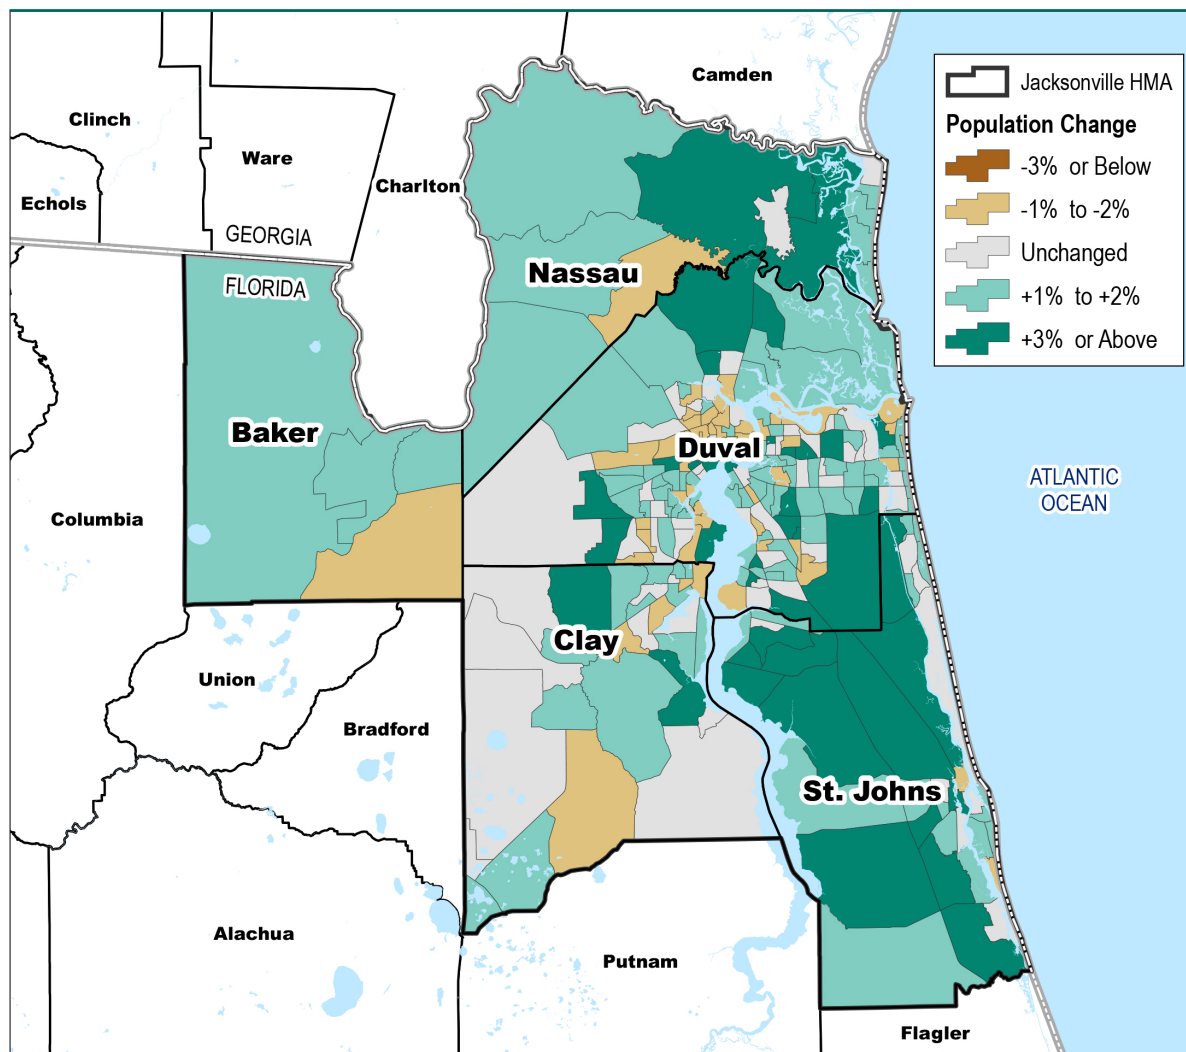 Camden
Jacksonville HMA
Population Change
-3% or Below
-1% to -2%
Unchanged
+1% to +2%
+3% or Above
Clinch
Ware
Charlton
Echols
GEORGIA
FLORIDA
Nassau
Baker
Duval
ATLANTIC
OCEAN
Columbia
Clay
Union
Bradford
St. Johns
Alachua
Putnam
Flagler